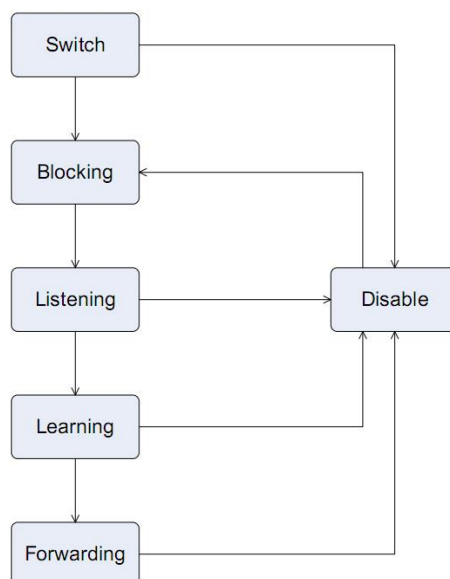 Switch
Blocking
Listening
Disable
Learning
Forwarding